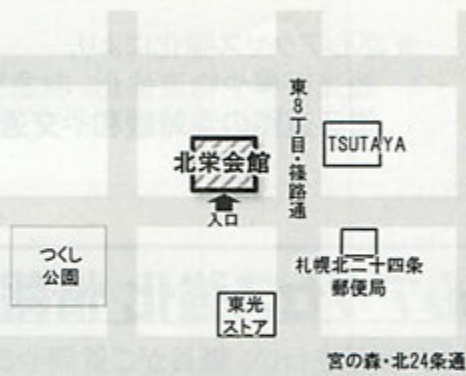 東8丁目・篠路通
TSUTAYA
北栄会館
入口
つくし
公園
札幌北二十四条
郵便局
東光
ストア
宮の森・北24条通